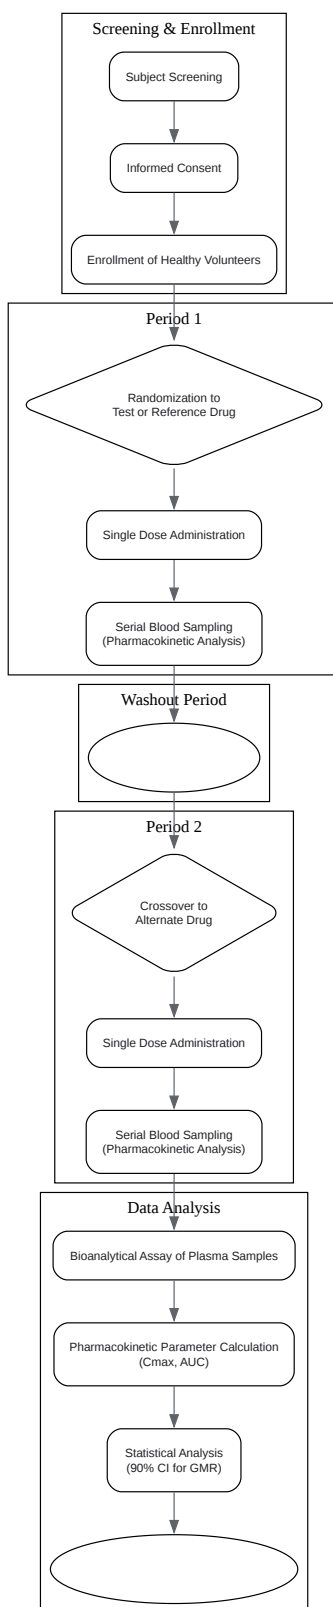 Screening & Enrollment
Subject Screening
Informed Consent
Enrollment of Healthy Volunteers
Period 1
Randomization to
Test or Reference Drug
Single Dose Administration
Serial Blood Sampling
(Pharmacokinetic Analysis)
Washout Period
Period 2
Crossover to
Alternate Drug
Single Dose Administration
Serial Blood Sampling
(Pharmacokinetic Analysis)
Data Analysis
Bioanalytical Assay of Plasma Samples
Pharmacokinetic Parameter Calculation
(Cmax, AUC)
Statistical Analysis
(90% CI for GMR)